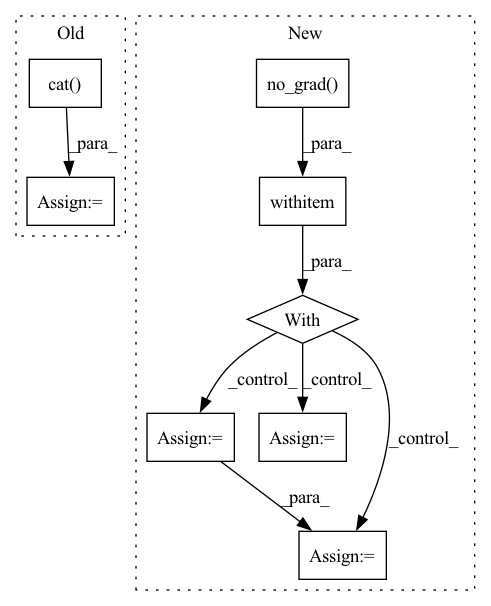 Old
New
cat()
no_grad()
_para_
_para_
Assign:=
withitem
_para_
With
_control_
_control_
_control_
Assign:=
Assign:=
_para_
Assign:=